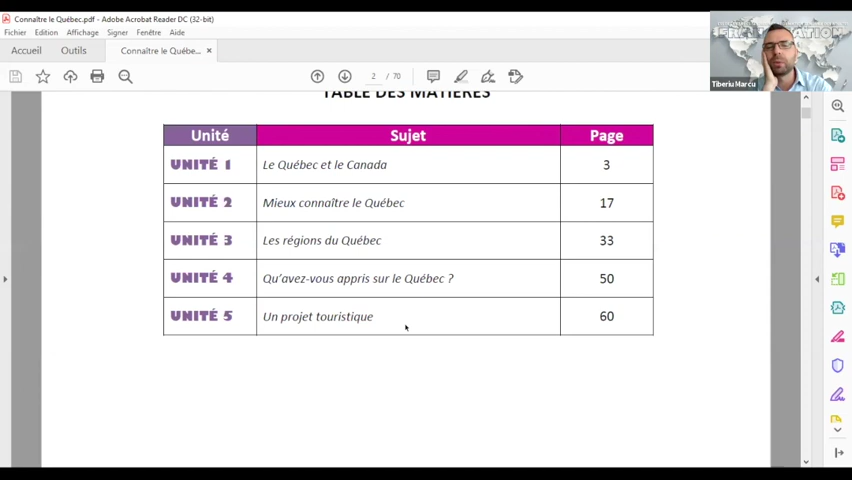 Connaître le Québec.pdf - Adobe Acrobat Reader DC (32-bit)
Fichier Edition Affichage Signer Fenêtre Aide
Accueil Outils Connaître le Québe... ×
2 / 70
Tiberiu Marcu
TABLE DES MATIÈRES
Unité Sujet Page
UNITÉ 1 Le Québec et le Canada 3
UNITÉ 2 Mieux connaître le Québec 17
UNITÉ 3 Les régions du Québec 33
UNITÉ 4 Qu'avez-vous appris sur le Québec ? 50
UNITÉ 5 Un projet touristique 60